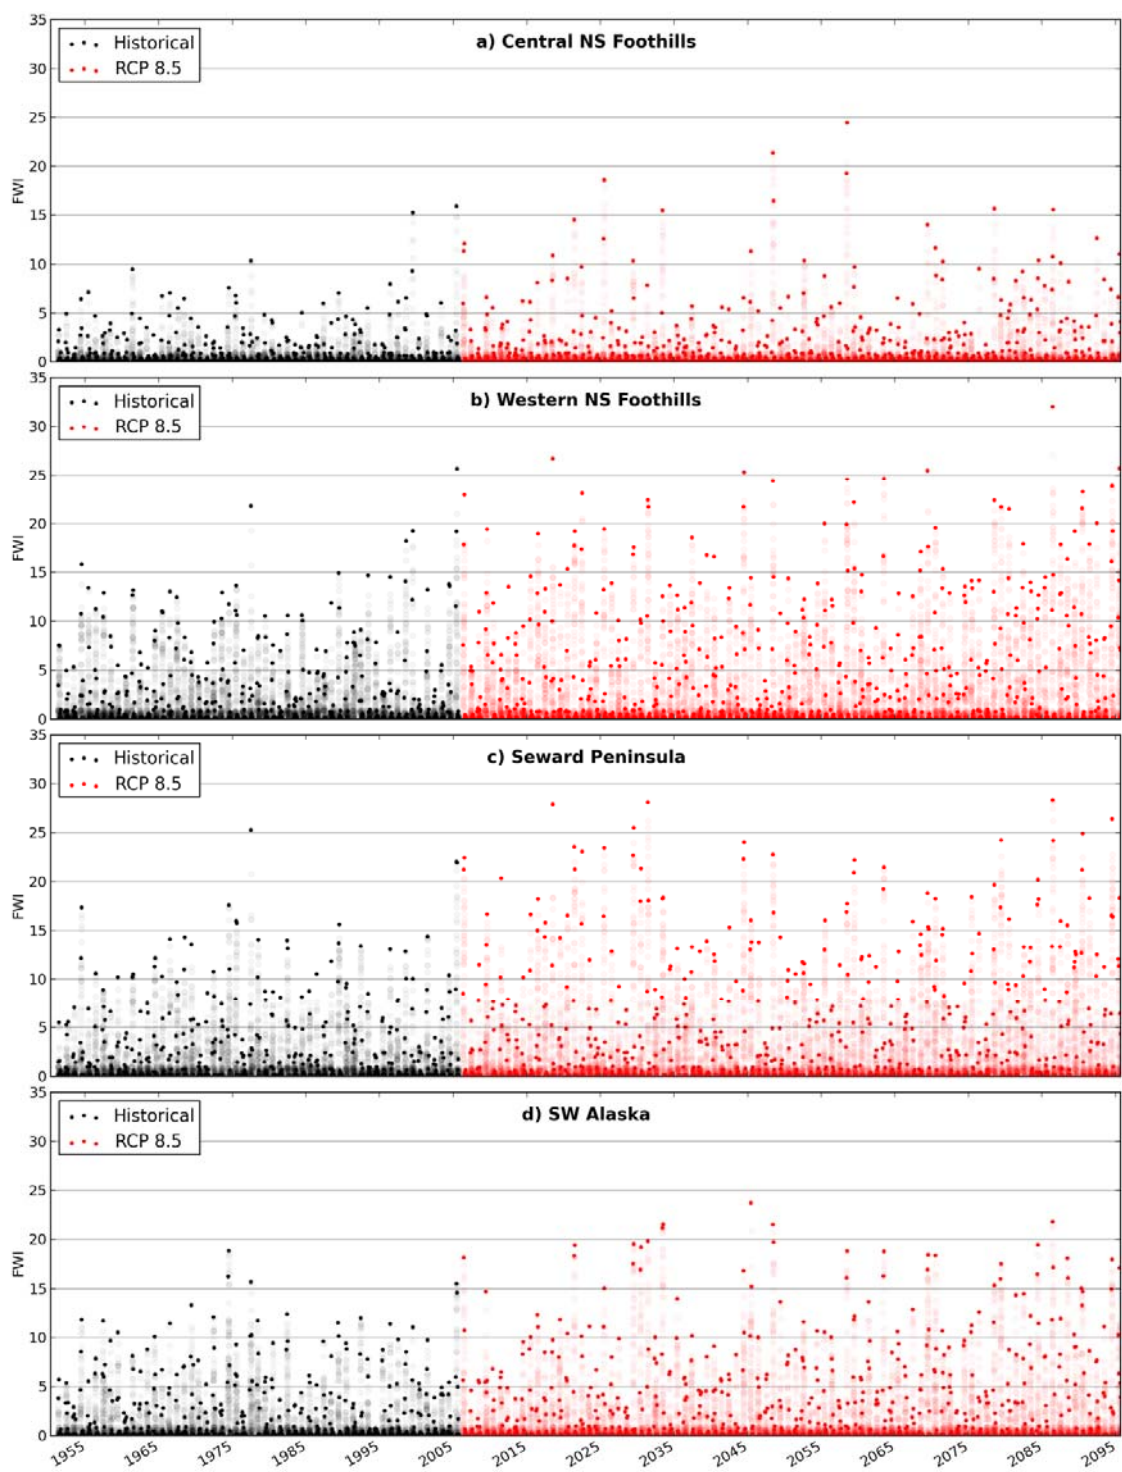 a) Central NS Foothills
Historical
RCP 8.5
35
30
25
20
15
10
5
0
FWI
b) Western NS Foothills
Historical
RCP 8.5
35
30
25
20
15
10
5
0
FWI
c) Seward Peninsula
Historical
RCP 8.5
35
30
25
20
15
10
5
0
FWI
d) SW Alaska
Historical
RCP 8.5
35
30
25
20
15
10
5
0
FWI
1955 1965 1975 1985 1995 2005 2015 2025 2035 2045 2055 2065 2075 2085 2095